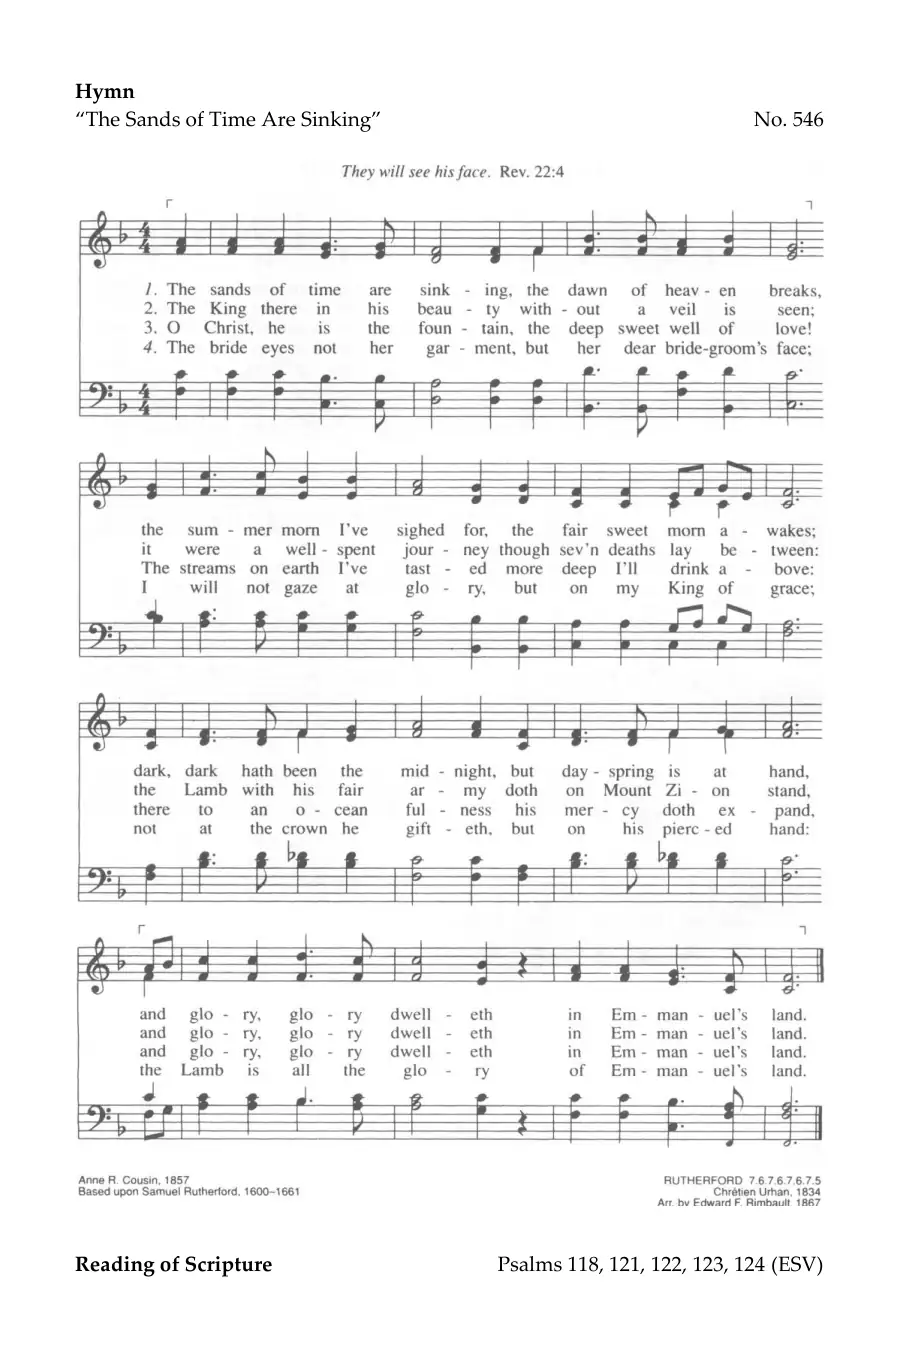 Hymn
“The Sands of Time Are Sinking” No. 546
They will see his face. Rev. 22:4
1. The sands of time are sink - ing, the dawn of heav - en breaks,
2. The King there in his beau - ty with - out a veil is seen;
3. O Christ, he is the foun - tain, the deep sweet well of love!
4. The bride eyes not her gar - ment, but her dear bride-groom’s face;
the sum - mer morn I’ve sighed for, the fair sweet morn a - wakes;
it were a well - spent jour - ney though sev’n deaths lay be - tween:
The streams on earth I’ve tast - ed more deep I’ll drink a - bove:
I will not gaze at glo - ry, but on my King of grace;
dark, dark hath been the mid - night, but day - spring is at hand,
the Lamb with his fair ar - my doth on Mount Zi - on stand,
there to an o - cean ful - ness his mer - cy doth ex - pand,
not at the crown he gift - eth, but on his pierc - ed hand:
and glo - ry, glo - ry dwell - eth in Em - man - uel’s land.
and glo - ry, glo - ry dwell - eth in Em - man - uel’s land.
and glo - ry, glo - ry dwell - eth in Em - man - uel’s land.
the Lamb is all the glo - ry of Em - man - uel’s land.
Anne R. Cousin, 1857 RUTHERFORD 7.6.7.6.7.6.7.5
Based upon Samuel Rutherford, 1600–1661 Chrétien Urhan, 1834
Arr. by Edward F. Rimbault, 1867
Reading of Scripture Psalms 118, 121, 122, 123, 124 (ESV)